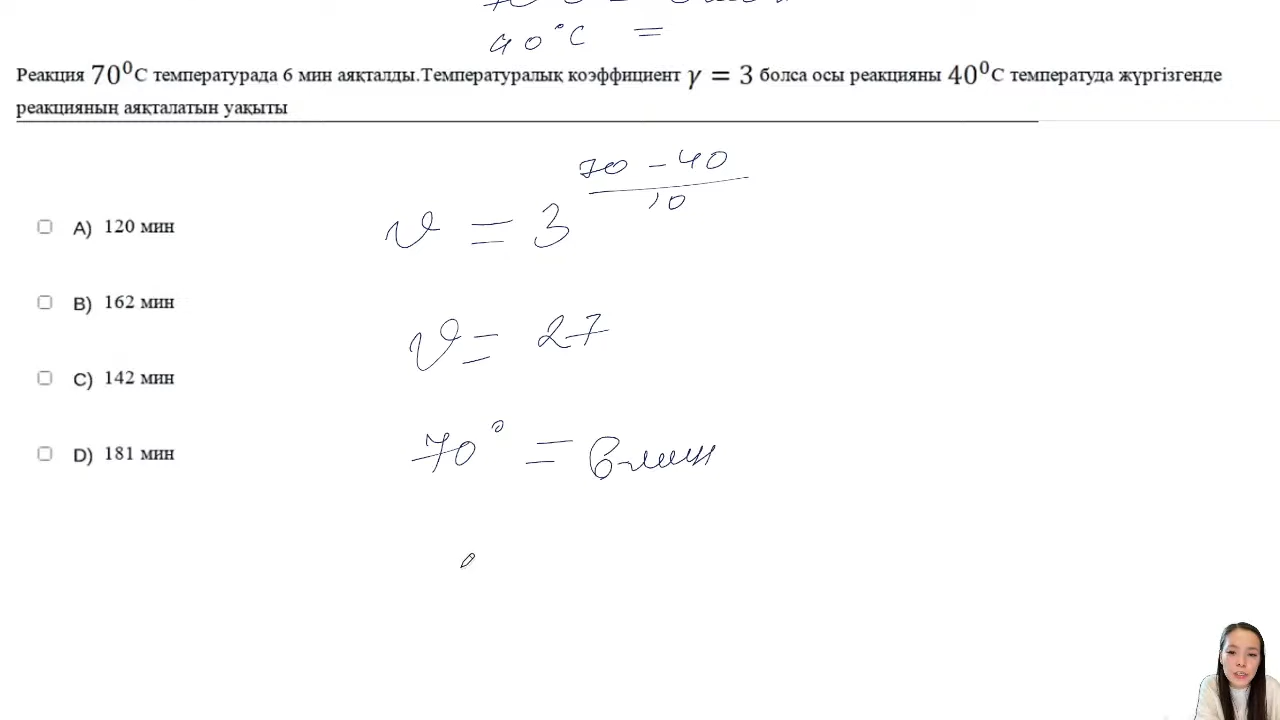 40°C =
Реакция 70⁰С температурада 6 мин аяқталды.Температуралық коэффициент γ = 3 болса осы реакцияны 40⁰С температуда жүргізгенде
реакцияның аяқталатын уақыты
70 - 40
10
v = 3
A) 120 мин
B) 162 мин
v = 27
C) 142 мин
70° = 6 мин
D) 181 мин